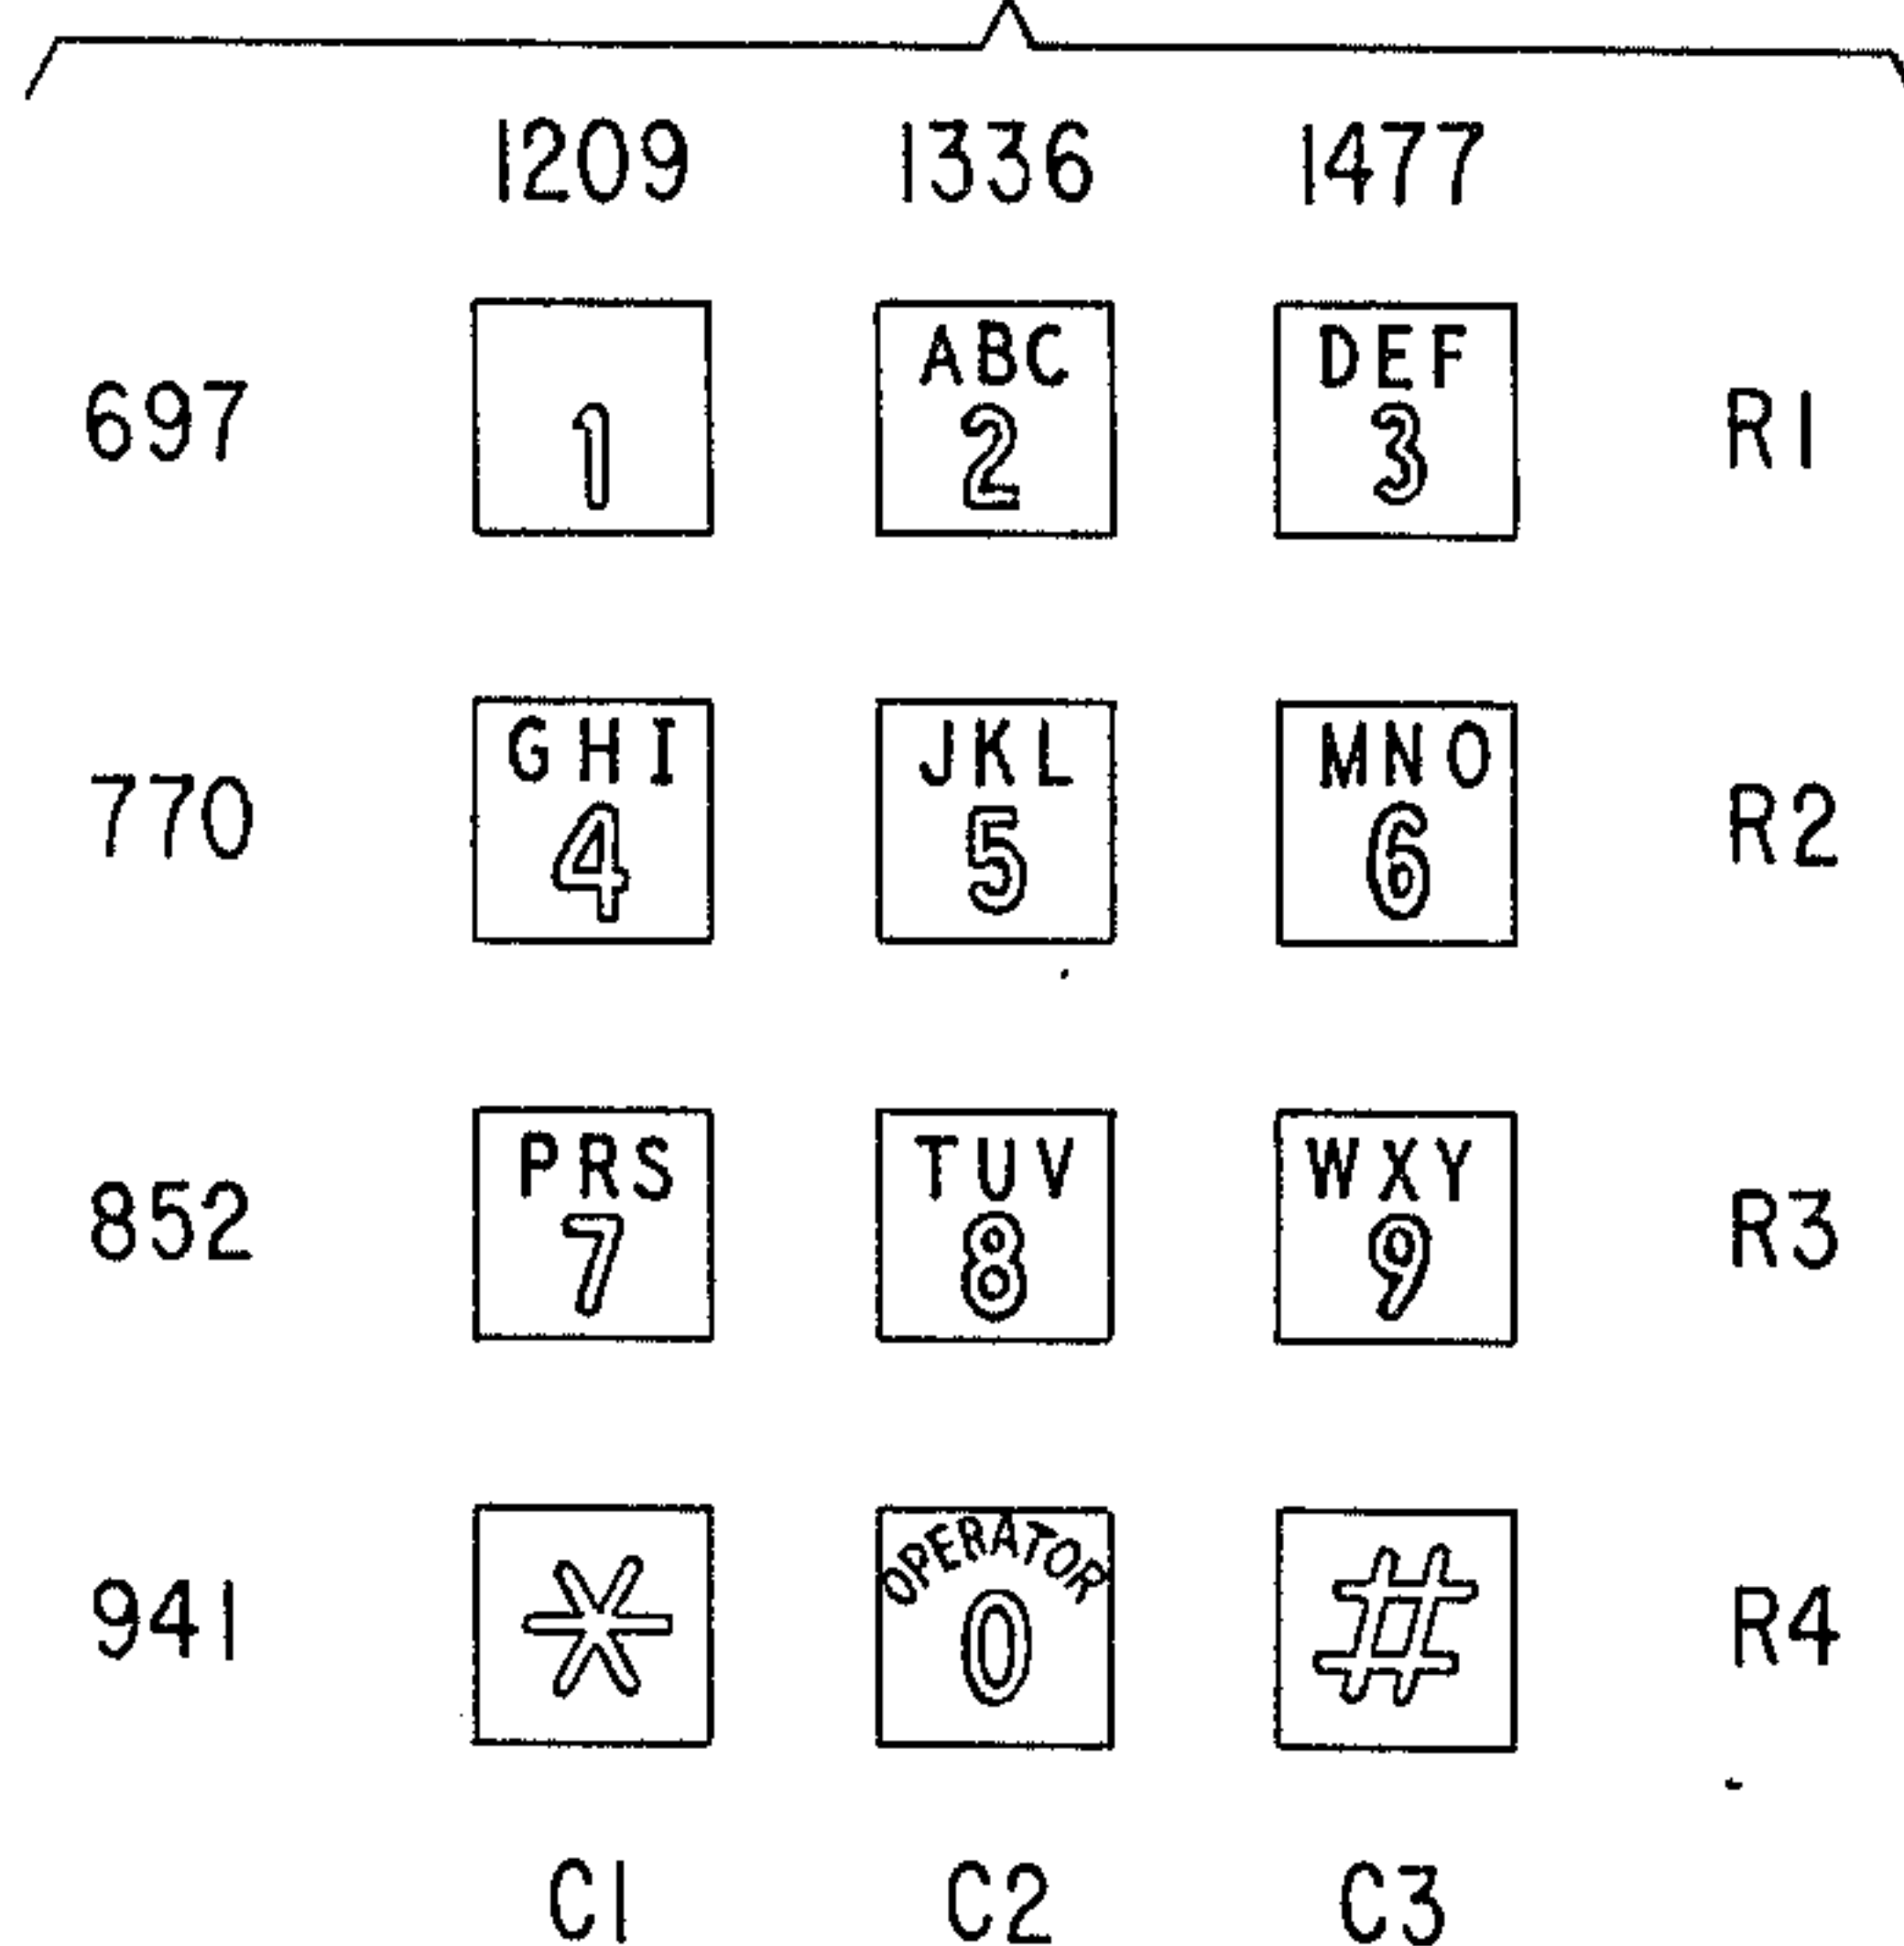 1209 1336 1477
ABC DEF
697 1 2 3 R1
GHI JKL MNO
770 4 5 6 R2
PRS TUV WXY
852 7 8 9 R3
OPERATOR
941 * 0 # R4
C1 C2 C3